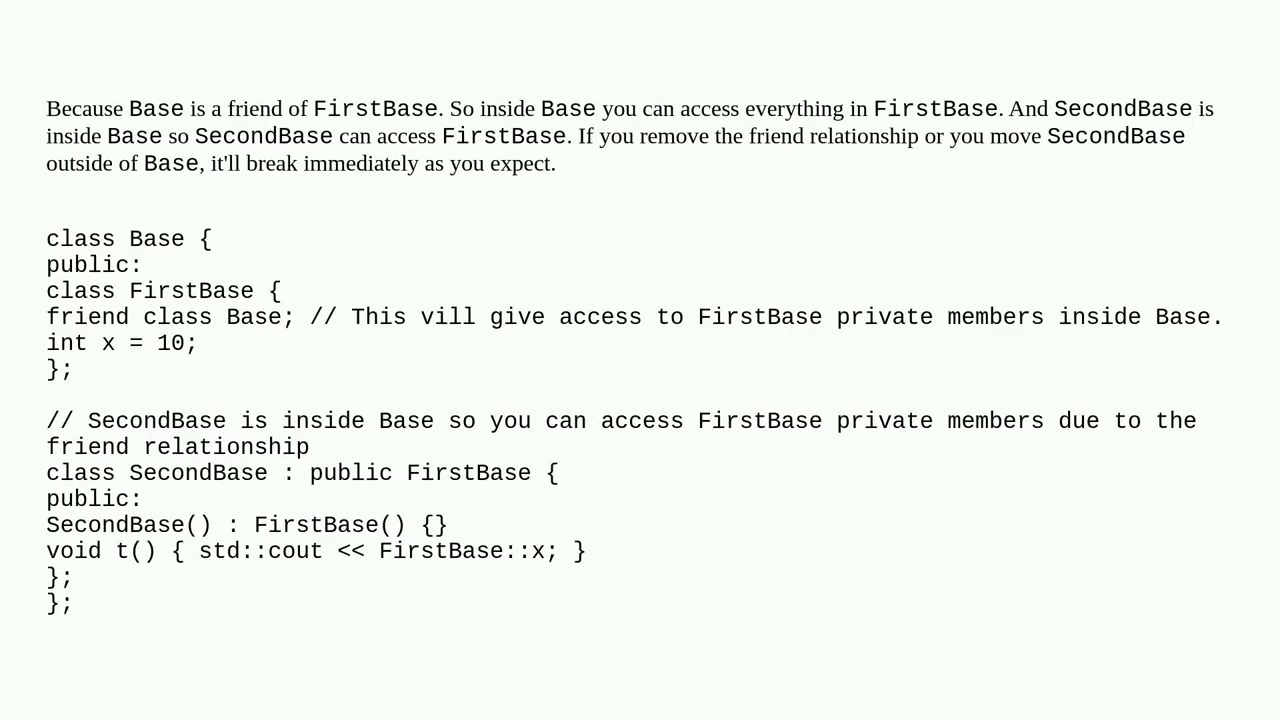 Because Base is a friend of FirstBase. So inside Base you can access everything in FirstBase. And SecondBase is
inside Base so SecondBase can access FirstBase. If you remove the friend relationship or you move SecondBase
outside of Base, it'll break immediately as you expect.
class Base {
public:
class FirstBase {
friend class Base; // This vill give access to FirstBase private members inside Base.
int x = 10;
};
// SecondBase is inside Base so you can access FirstBase private members due to the
friend relationship
class SecondBase : public FirstBase {
public:
SecondBase() : FirstBase() {}
void t() { std::cout << FirstBase::x; }
};
};